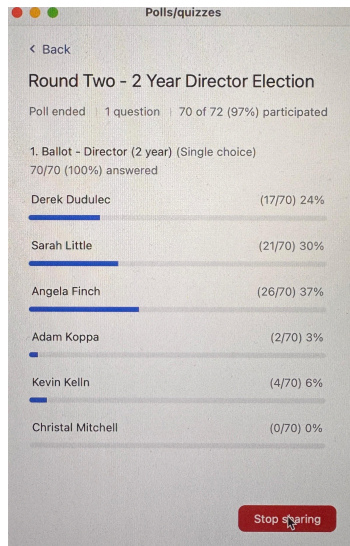 Polls/quizzes
< Back
Round Two - 2 Year Director Election
Poll ended | 1 question | 70 of 72 (97%) participated
1. Ballot - Director (2 year) (Single choice)
70/70 (100%) answered
Derek Dudulec (17/70) 24%
Sarah Little (21/70) 30%
Angela Finch (26/70) 37%
Adam Koppa (2/70) 3%
Kevin Kelln (4/70) 6%
Christal Mitchell (0/70) 0%
Stop sharing